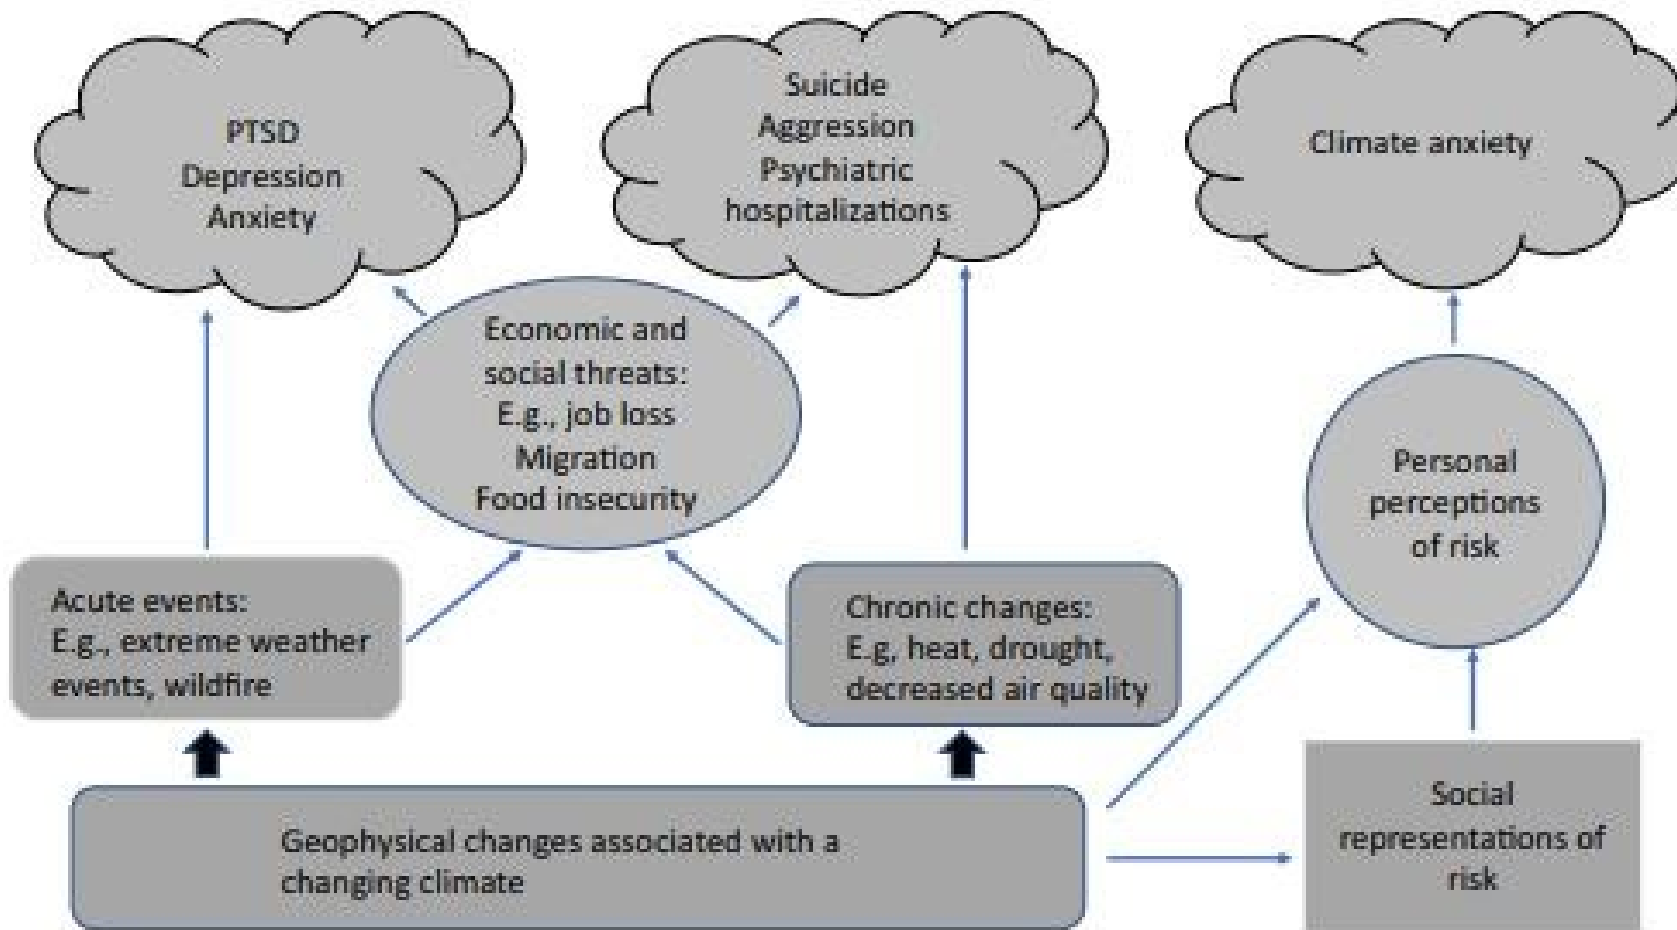 PTSD
Depression
Anxiety
Suicide
Aggression
Psychiatric
hospitalizations
Climate anxiety
Economic and
social threats:
E.g., job loss
Migration
Food insecurity
Personal
perceptions
of risk
Acute events:
E.g., extreme weather
events, wildfire
Chronic changes:
E.g, heat, drought,
decreased air quality
Geophysical changes associated with a
changing climate
Social
representations of
risk